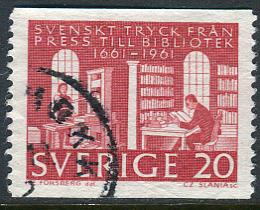 SVENSKT TRYCK FRÅN
PRESS TILL BIBLIOTEK
1661-1961
SVERIGE 20
FORSBERG del. CZ. SLANIA SC.